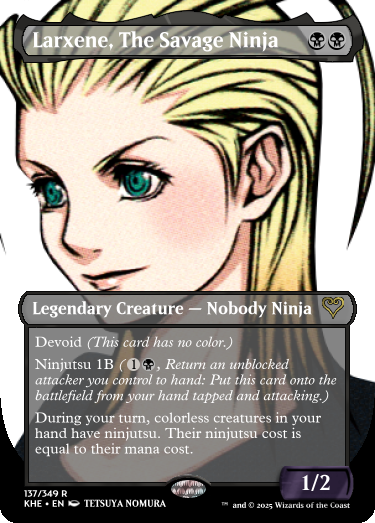 Larxene, The Savage Ninja
Legendary Creature — Nobody Ninja
Devoid (This card has no color.)
Ninjutsu 1B (1, Return an unblocked
attacker you control to hand: Put this card onto the
battlefield from your hand tapped and attacking.)
During your turn, colorless creatures in your
hand have ninjutsu. Their ninjutsu cost is
equal to their mana cost.
1/2
137/349 R
KHE • EN TETSUYA NOMURA
™ and © 2025 Wizards of the Coast